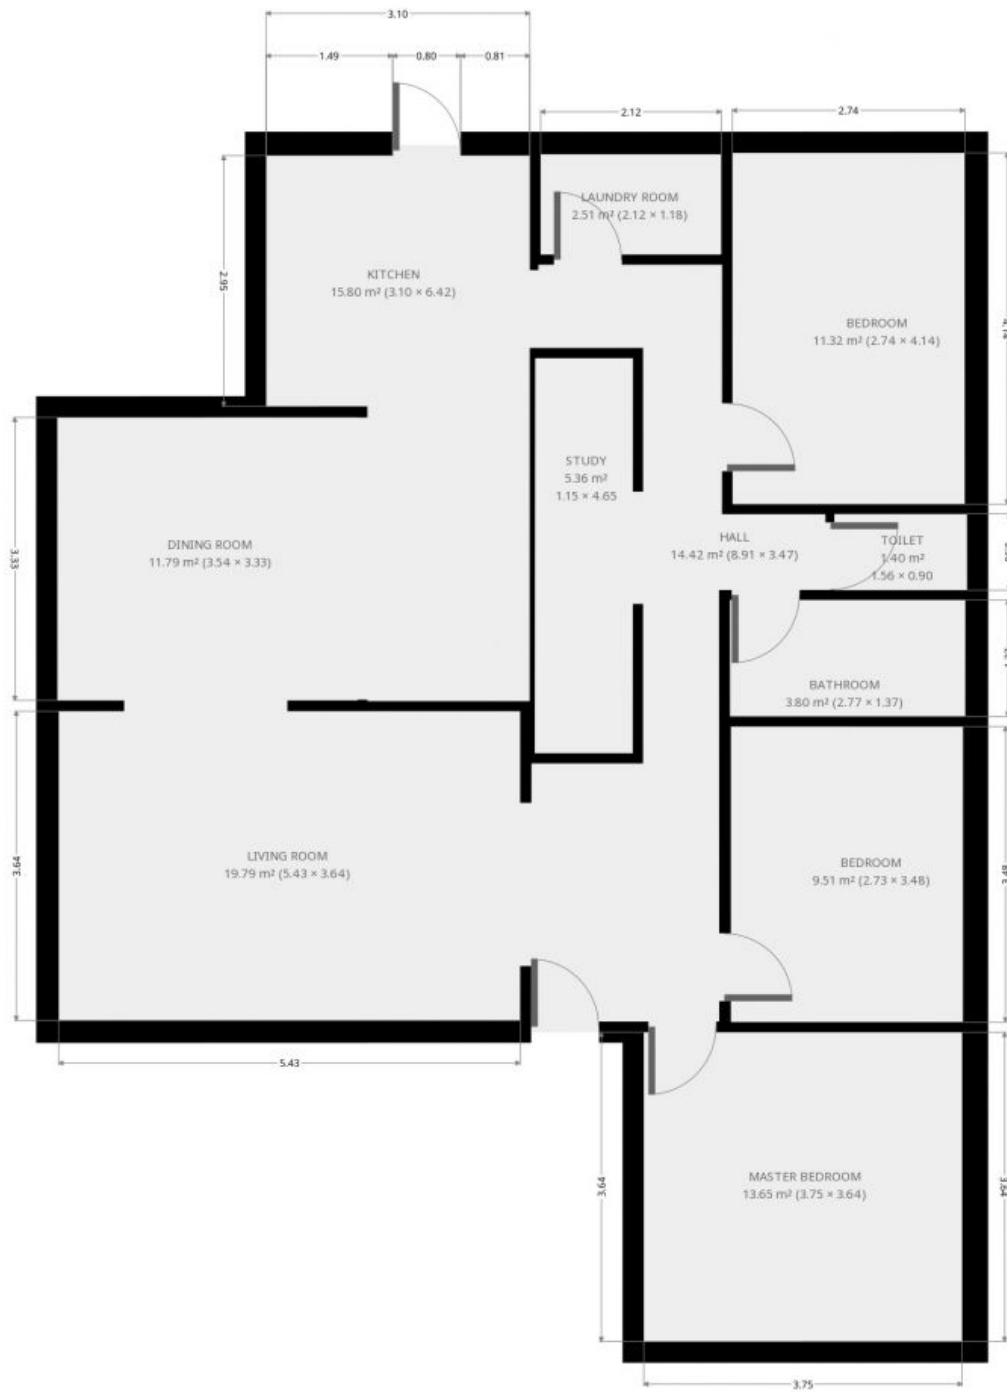 3.10
1.49
0.80
0.81
2.12
2.74
LAUNDRY ROOM
2.51 m² (2.12 × 1.18)
2.95
KITCHEN
15.80 m² (3.10 × 6.42)
BEDROOM
11.32 m² (2.74 × 4.14)
STUDY
5.36 m²
1.15 × 4.65
3.33
DINING ROOM
11.79 m² (3.54 × 3.33)
HALL
14.42 m² (8.91 × 3.47)
TOILET
1.40 m²
1.56 × 0.90
BATHROOM
3.80 m² (2.77 × 1.37)
3.64
LIVING ROOM
19.79 m² (5.43 × 3.64)
BEDROOM
9.51 m² (2.73 × 3.48)
3.48
5.43
MASTER BEDROOM
13.65 m² (3.75 × 3.64)
3.64
3.64
3.75